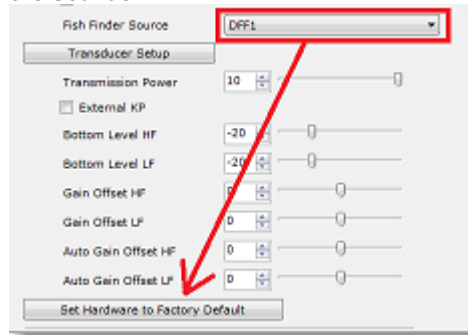 Fish Finder Source DFF1
Transducer Setup
Transmission Power 10
External KP
Bottom Level HF -20
Bottom Level LF -20
Gain Offset HF
Gain Offset LF 0
Auto Gain Offset HF 0
Auto Gain Offset LF 0
Set Hardware to Factory Default